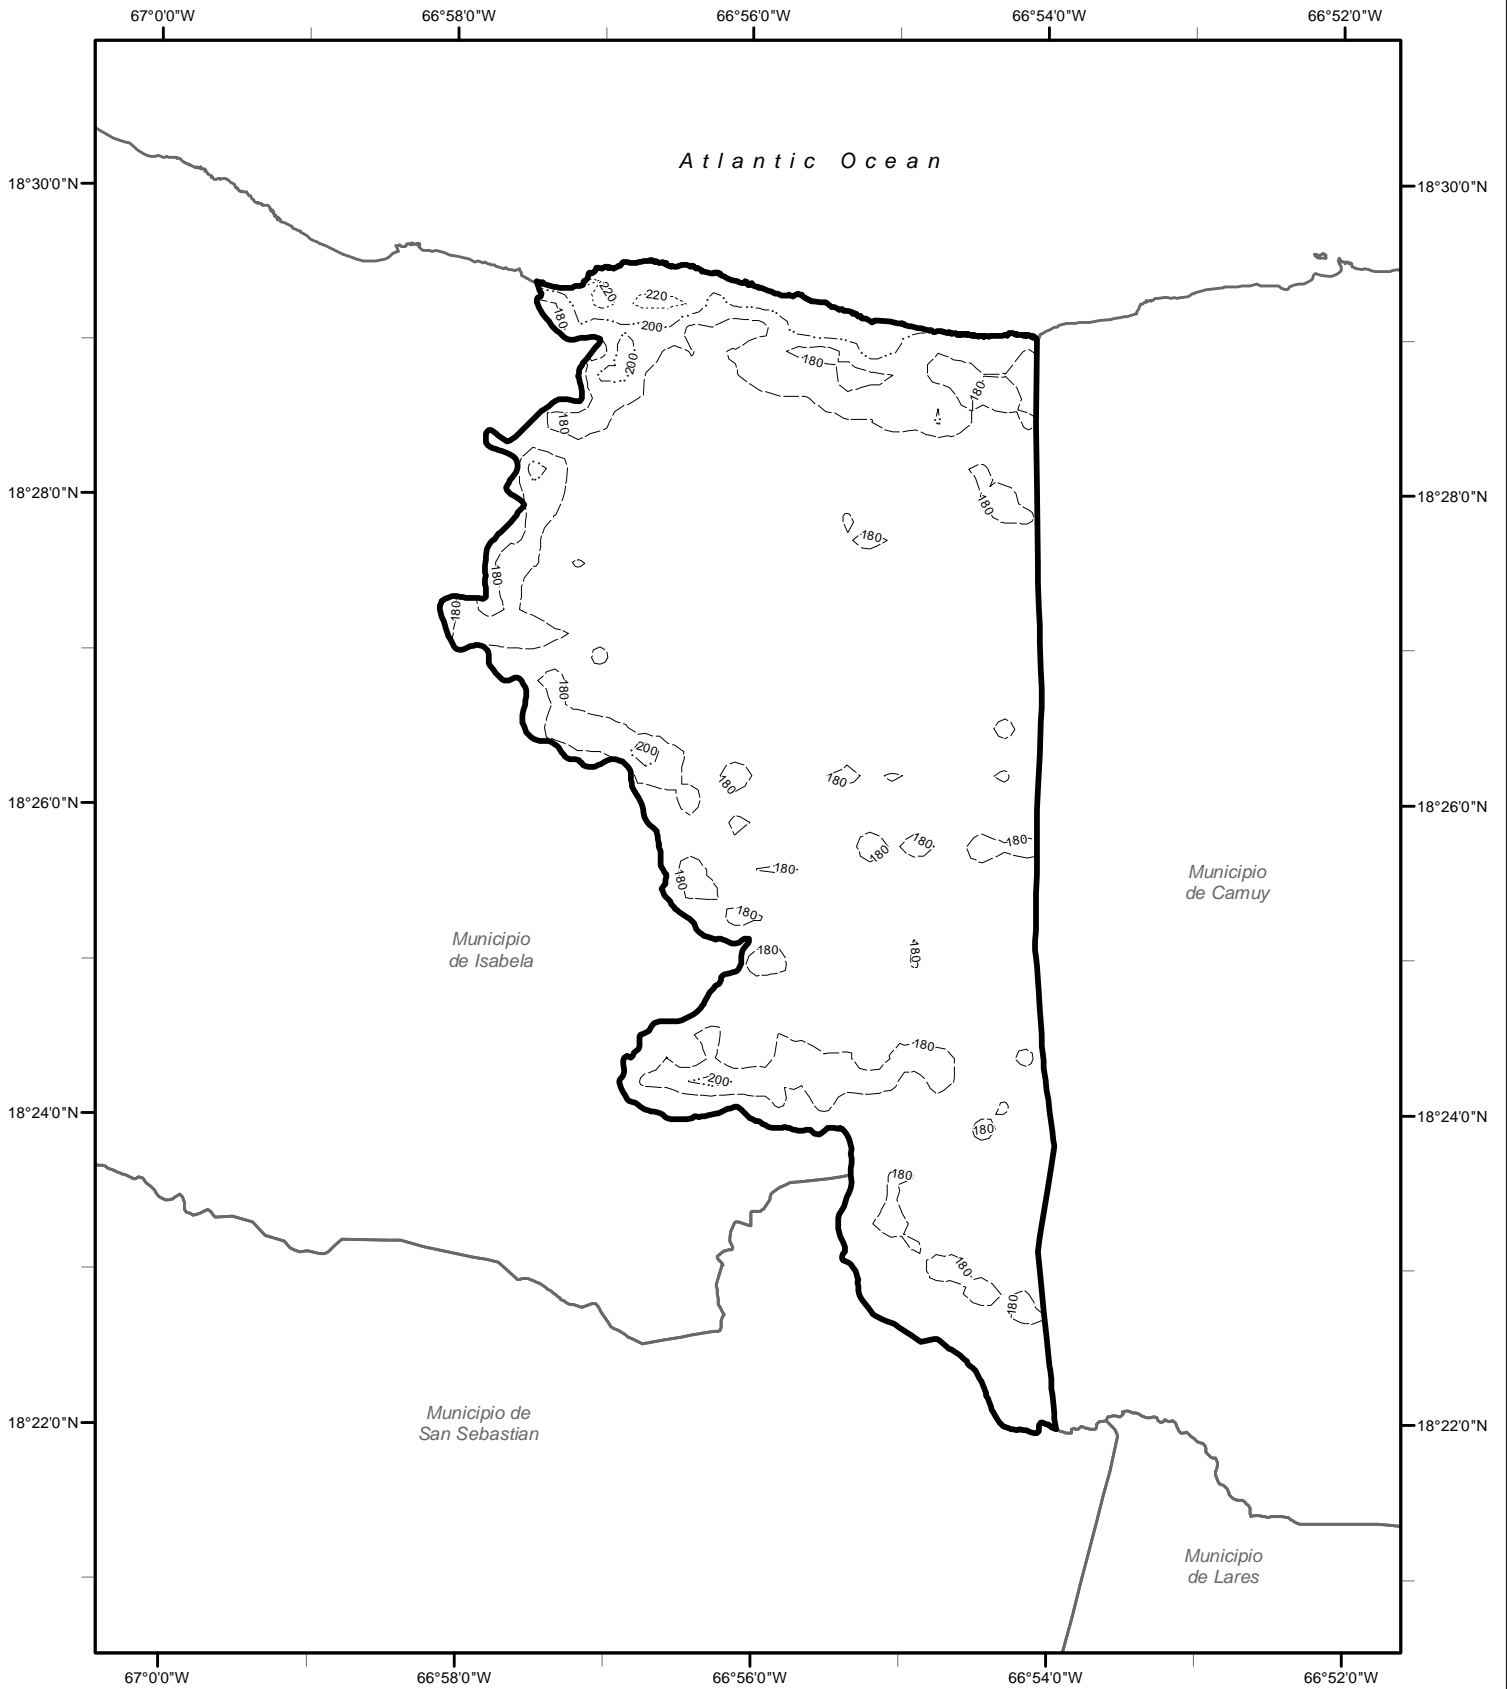 67°0'0"W 66°58'0"W 66°56'0"W 66°54'0"W 66°52'0"W
Atlantic Ocean
18°30'0"N 18°30'0"N
220
220
180
200
180
200
180
180
18°28'0"N 18°28'0"N
180
180
180
180
180
200
180
180
18°26'0"N 18°26'0"N
180
180
180
180
180
Municipio
de Camuy
180
Municipio
de Isabela
180
180
180
200
18°24'0"N 18°24'0"N
180
180
180
180
Municipio de
San Sebastian
18°22'0"N 18°22'0"N
Municipio
de Lares
67°0'0"W 66°58'0"W 66°56'0"W 66°54'0"W 66°52'0"W